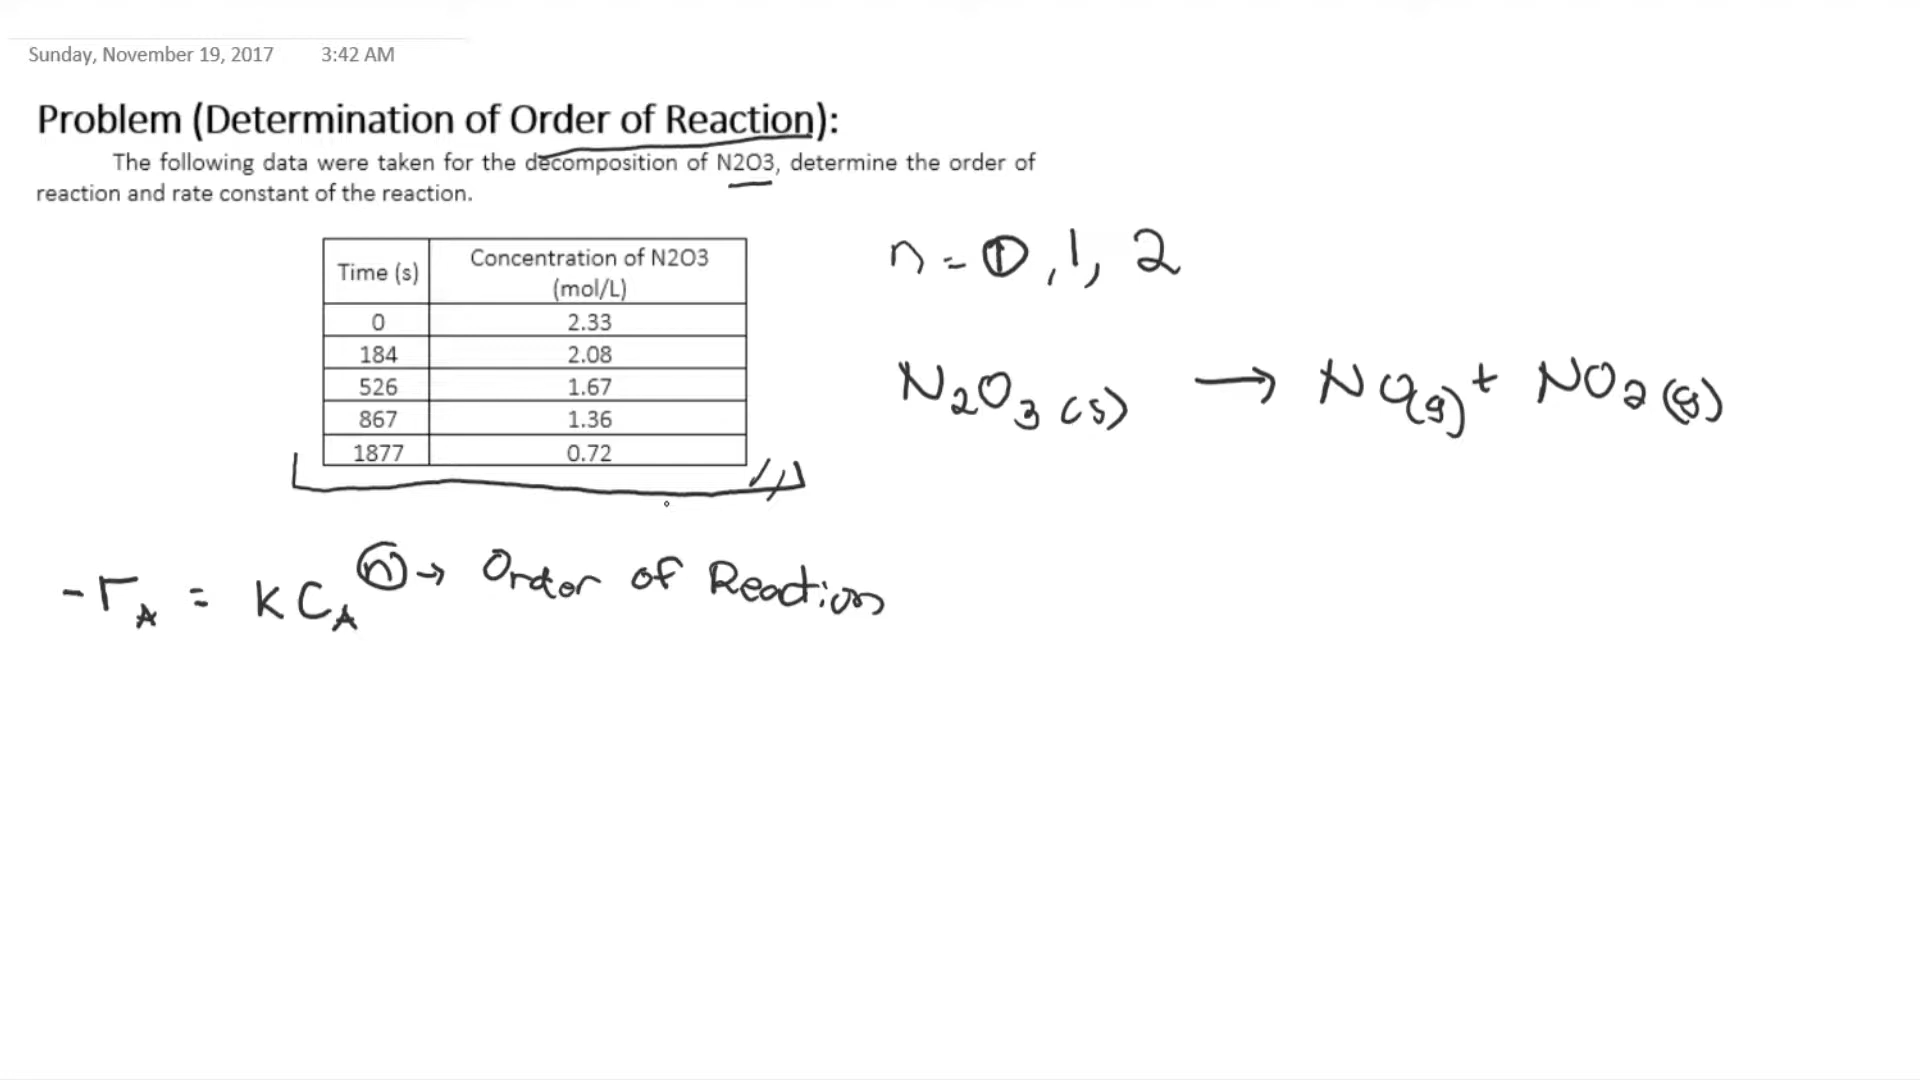 Sunday, November 19, 2017 3:42 AM
Problem (Determination of Order of Reaction):
The following data were taken for the decomposition of N2O3, determine the order of
reaction and rate constant of the reaction.
Time (s) Concentration of N2O3 (mol/L)
0 2.33
184 2.08
526 1.67
867 1.36
1877 0.72
n = 0, 1, 2
N2O3 (s) → NO(g) + NO2 (g)
-rA = KCA^n → Order of Reaction